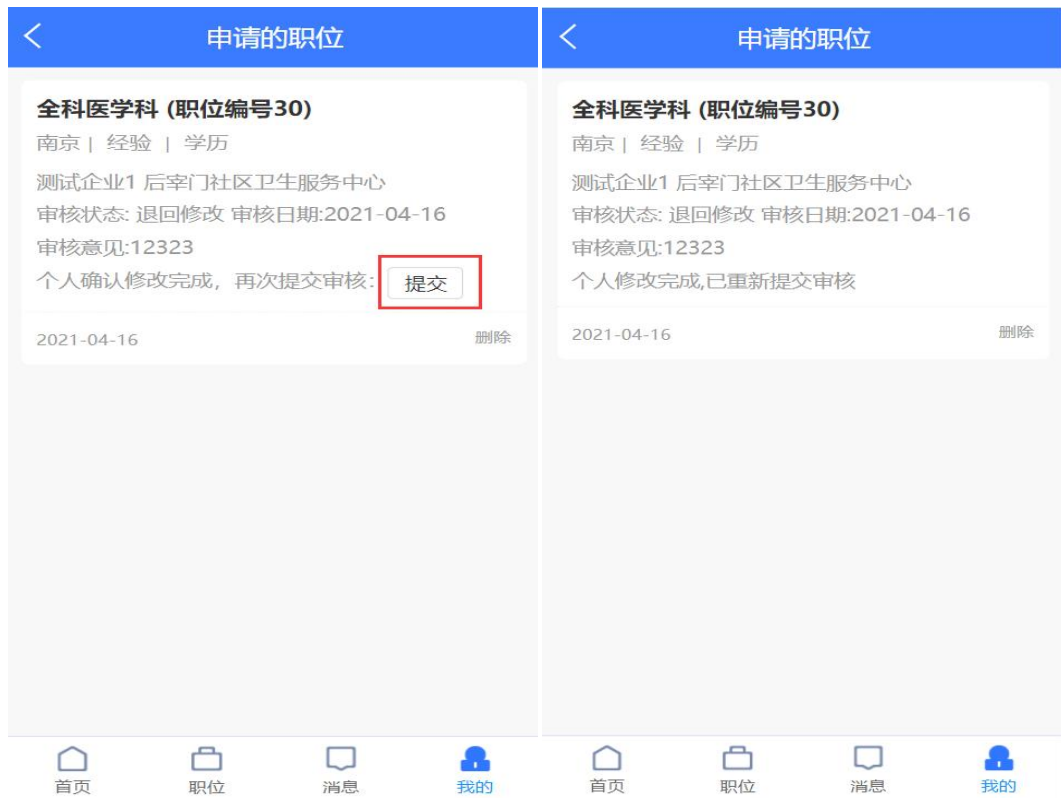 申请的职位
全科医学科 (职位编号30)
南京 | 经验 | 学历
测试企业1 后宰门社区卫生服务中心
审核状态: 退回修改 审核日期:2021-04-16
审核意见:12323
个人确认修改完成，再次提交审核: 提交
2021-04-16 删除
首页 职位 消息 我的
申请的职位
全科医学科 (职位编号30)
南京 | 经验 | 学历
测试企业1 后宰门社区卫生服务中心
审核状态: 退回修改 审核日期:2021-04-16
审核意见:12323
个人修改完成,已重新提交审核
2021-04-16 删除
首页 职位 消息 我的